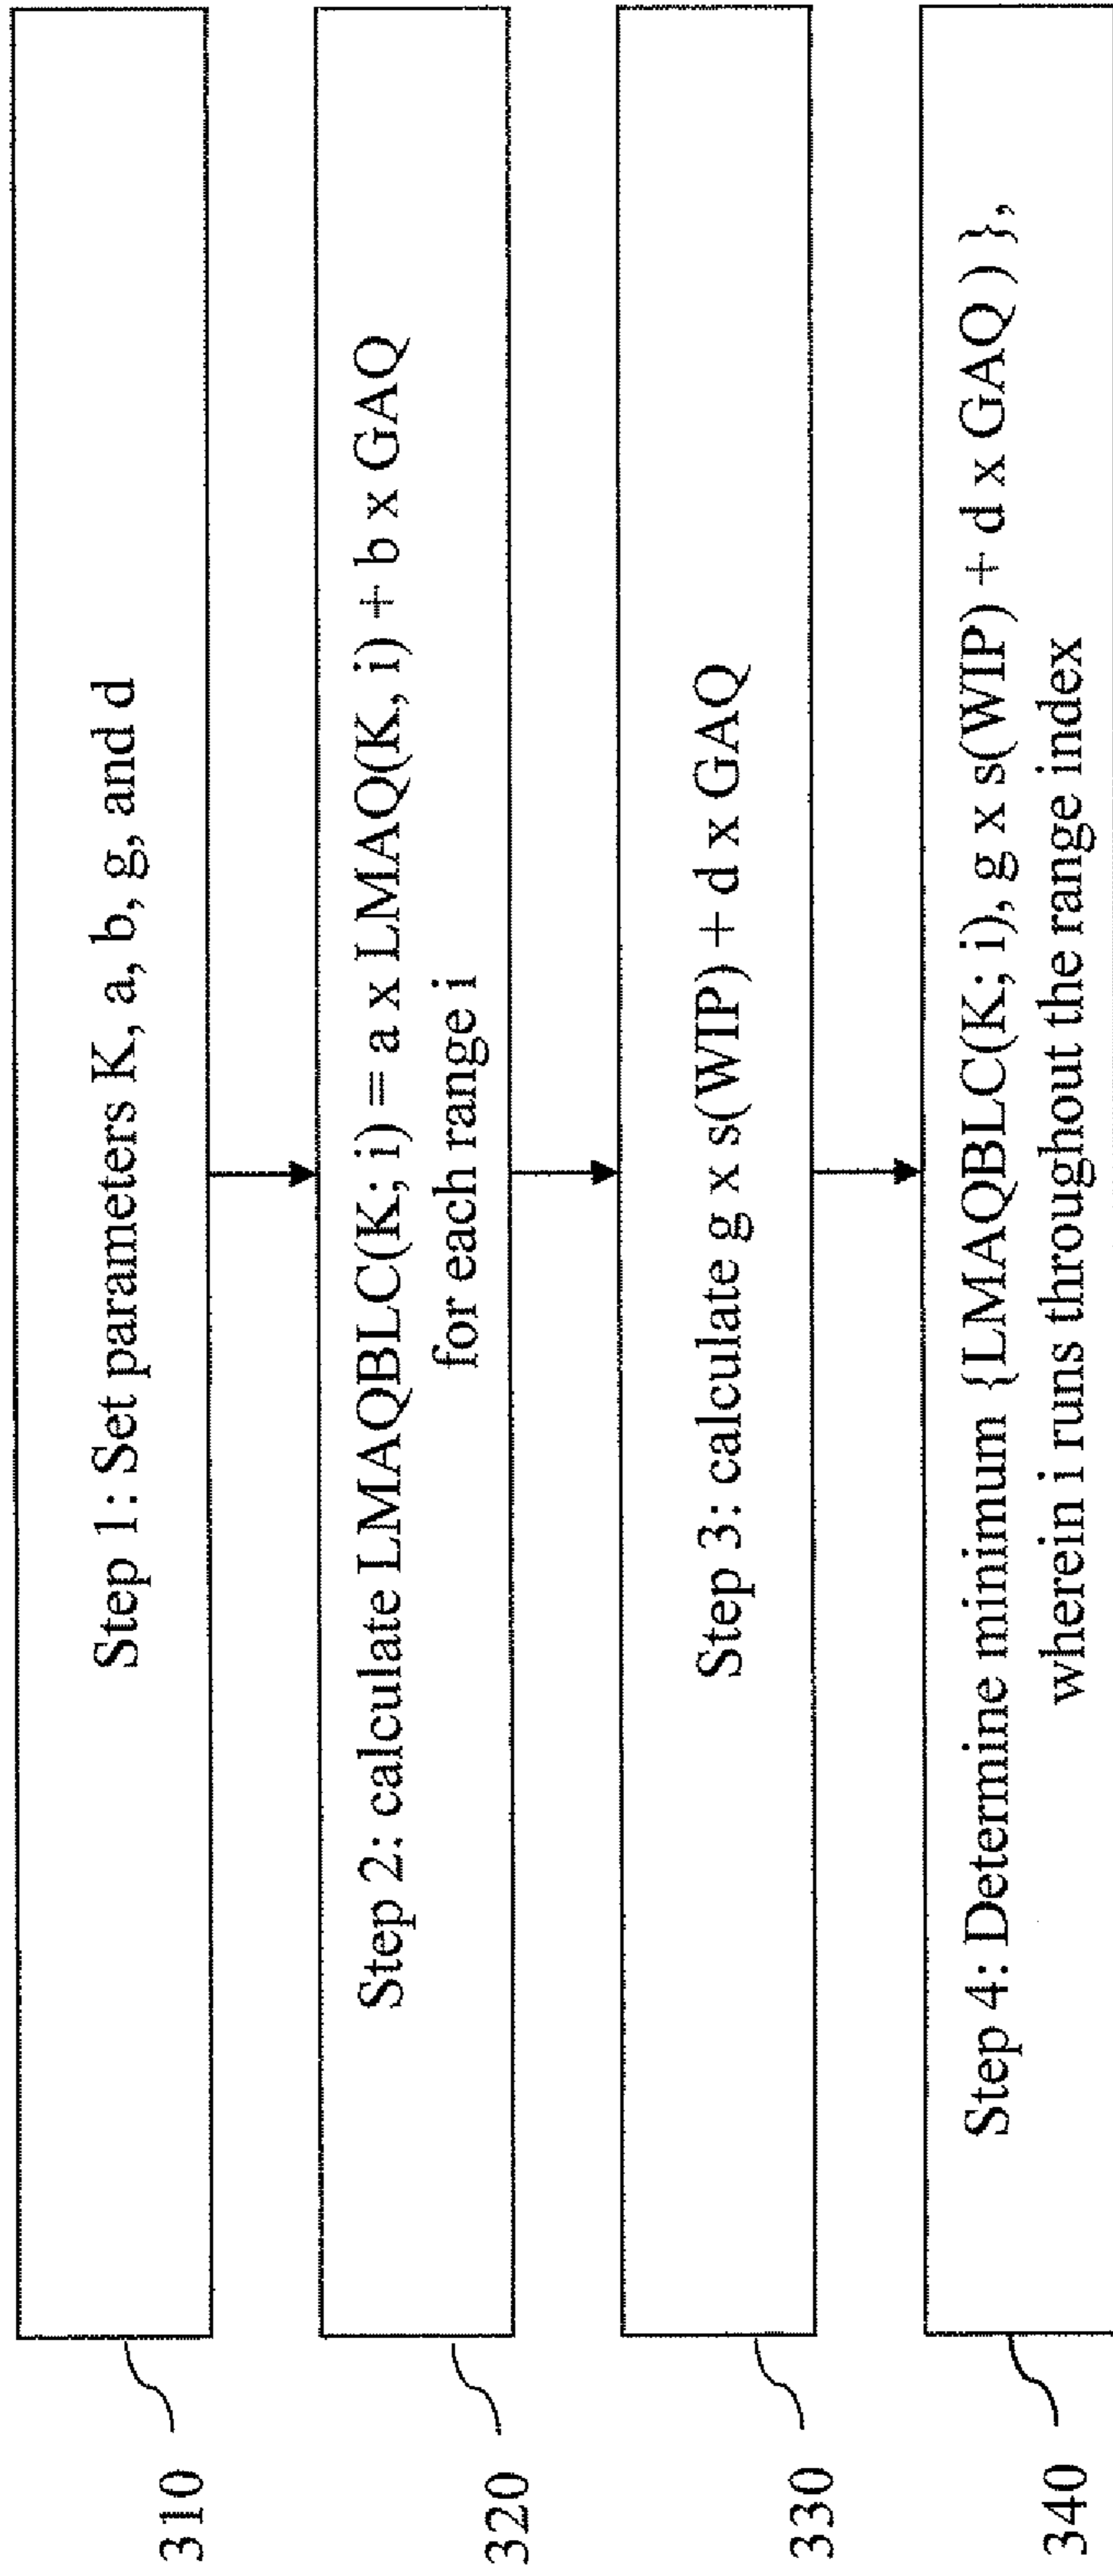 310
Step 1: Set parameters K, a, b, g, and d
320
Step 2: calculate LMAQBLC(K; i) = a x LMAQ(K, i) + b x GAQ
for each range i
330
Step 3: calculate g x s(WIP) + d x GAQ
340
Step 4: Determine minimum {LMAQBLC(K; i), g x s(WIP) + d x GAQ ) },
wherein i runs throughout the range index